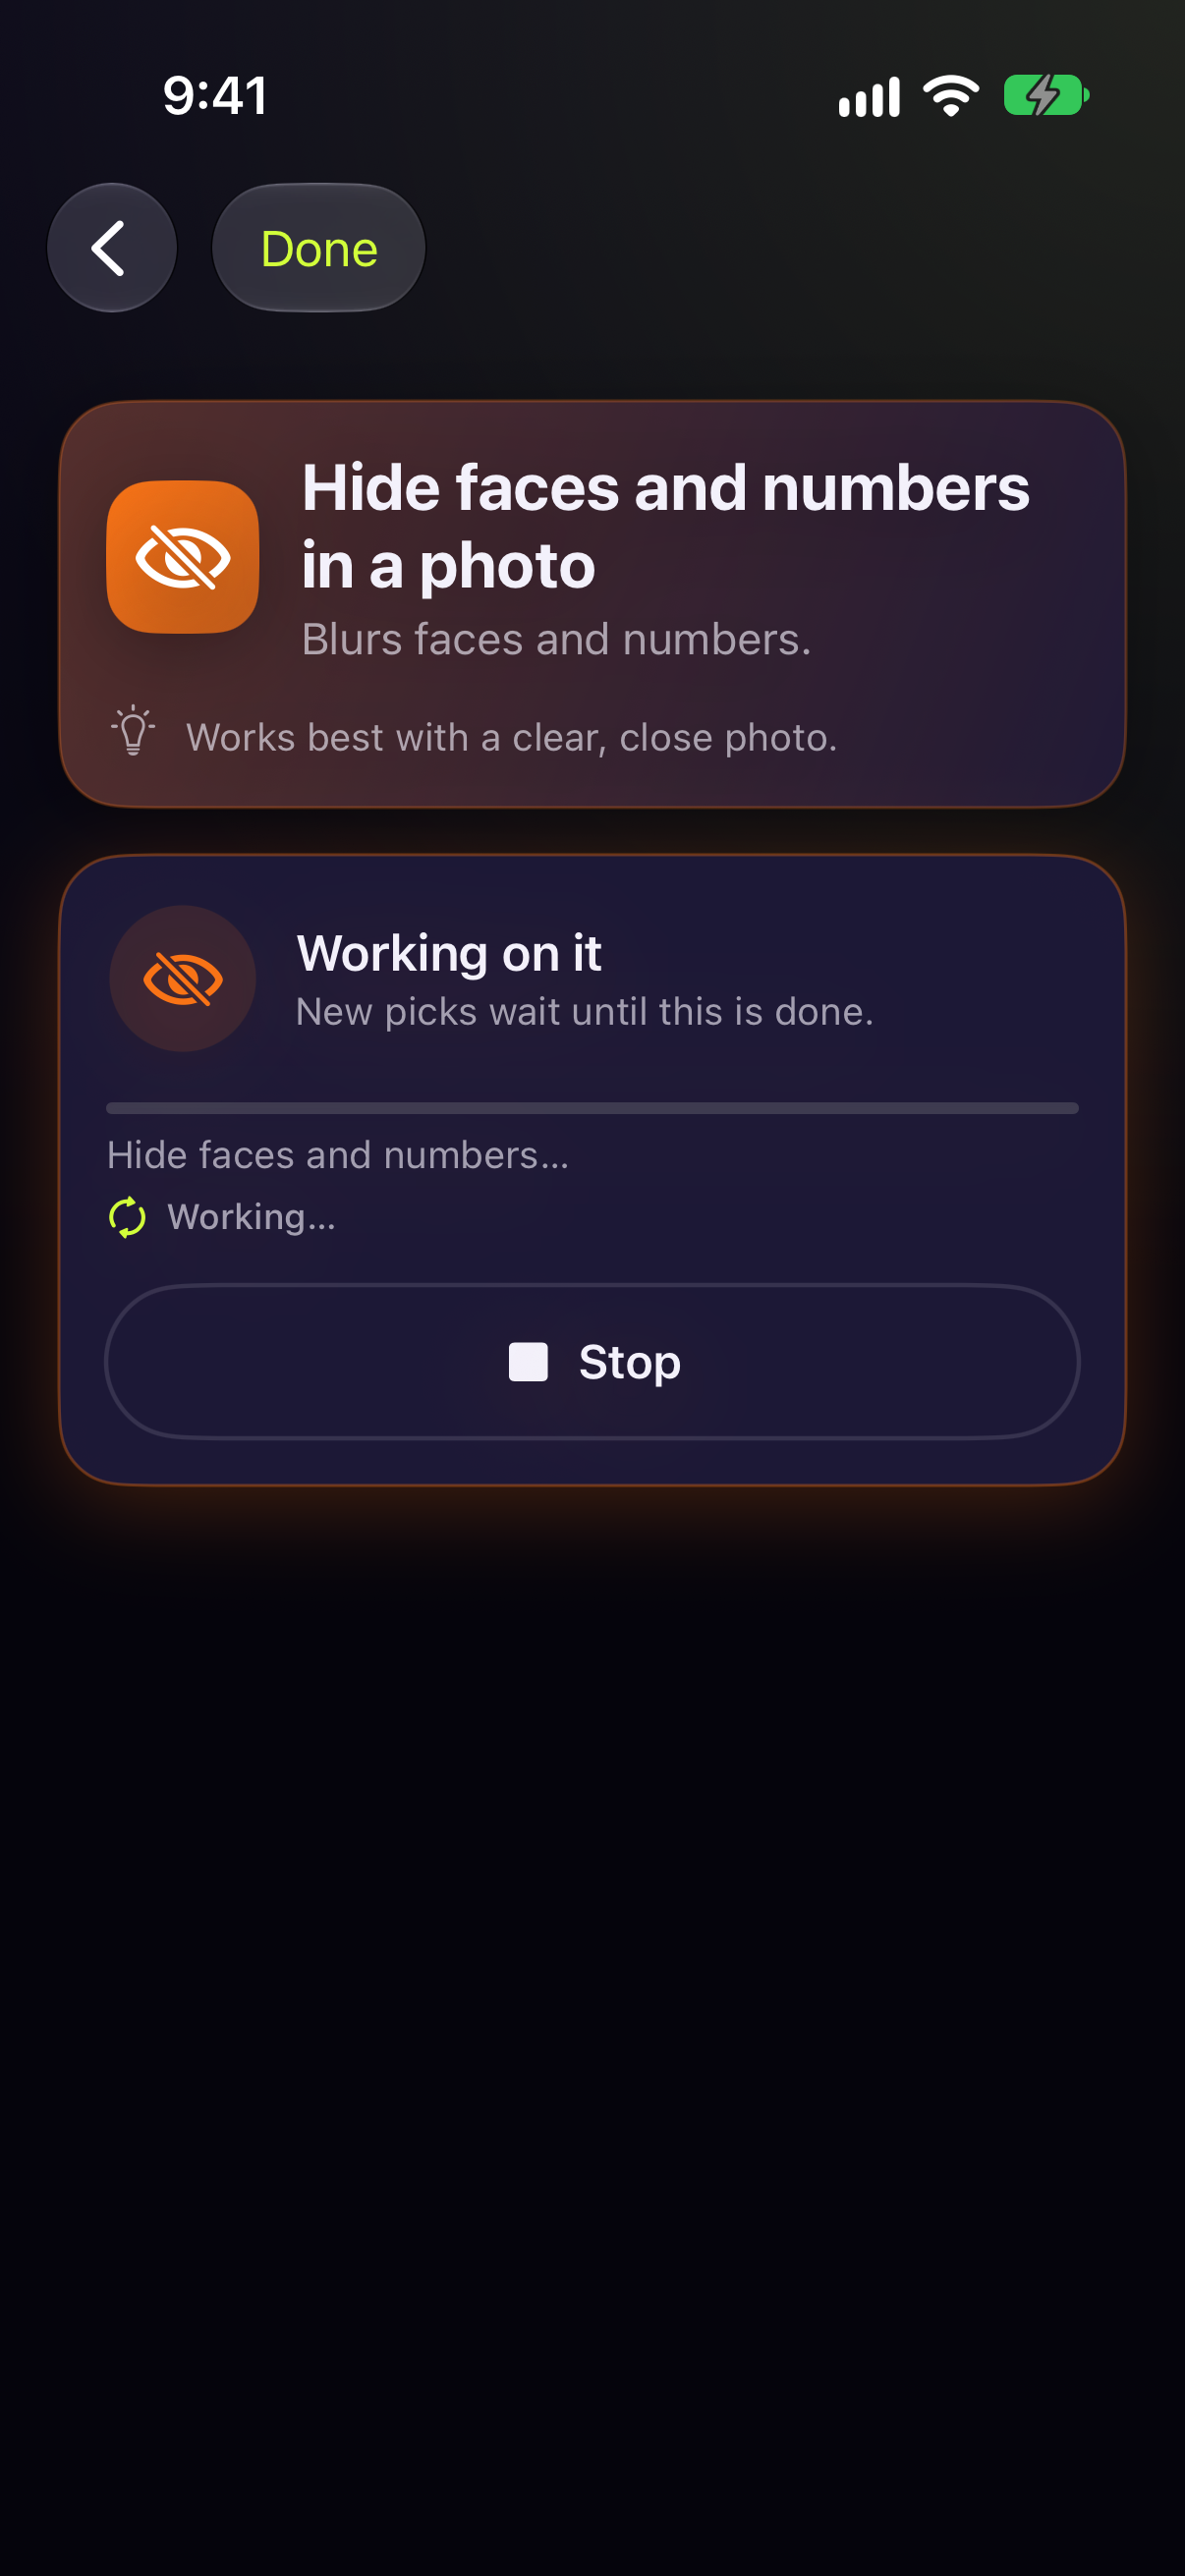 9:41
Done
Hide faces and numbers
in a photo
Blurs faces and numbers.
Works best with a clear, close photo.
Working on it
New picks wait until this is done.
Hide faces and numbers...
Working...
Stop